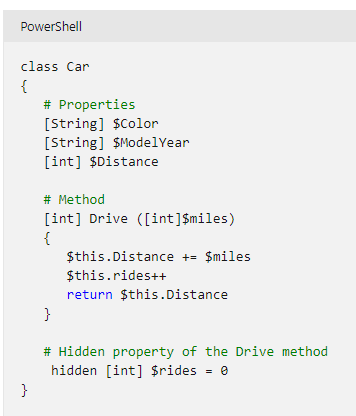 PowerShell
class Car
{
# Properties
[String] $Color
[String] $ModelYear
[int] $Distance
# Method
[int] Drive ([int]$miles)
{
$this.Distance += $miles
$this.rides++
return $this.Distance
}
# Hidden property of the Drive method
hidden [int] $rides = 0
}